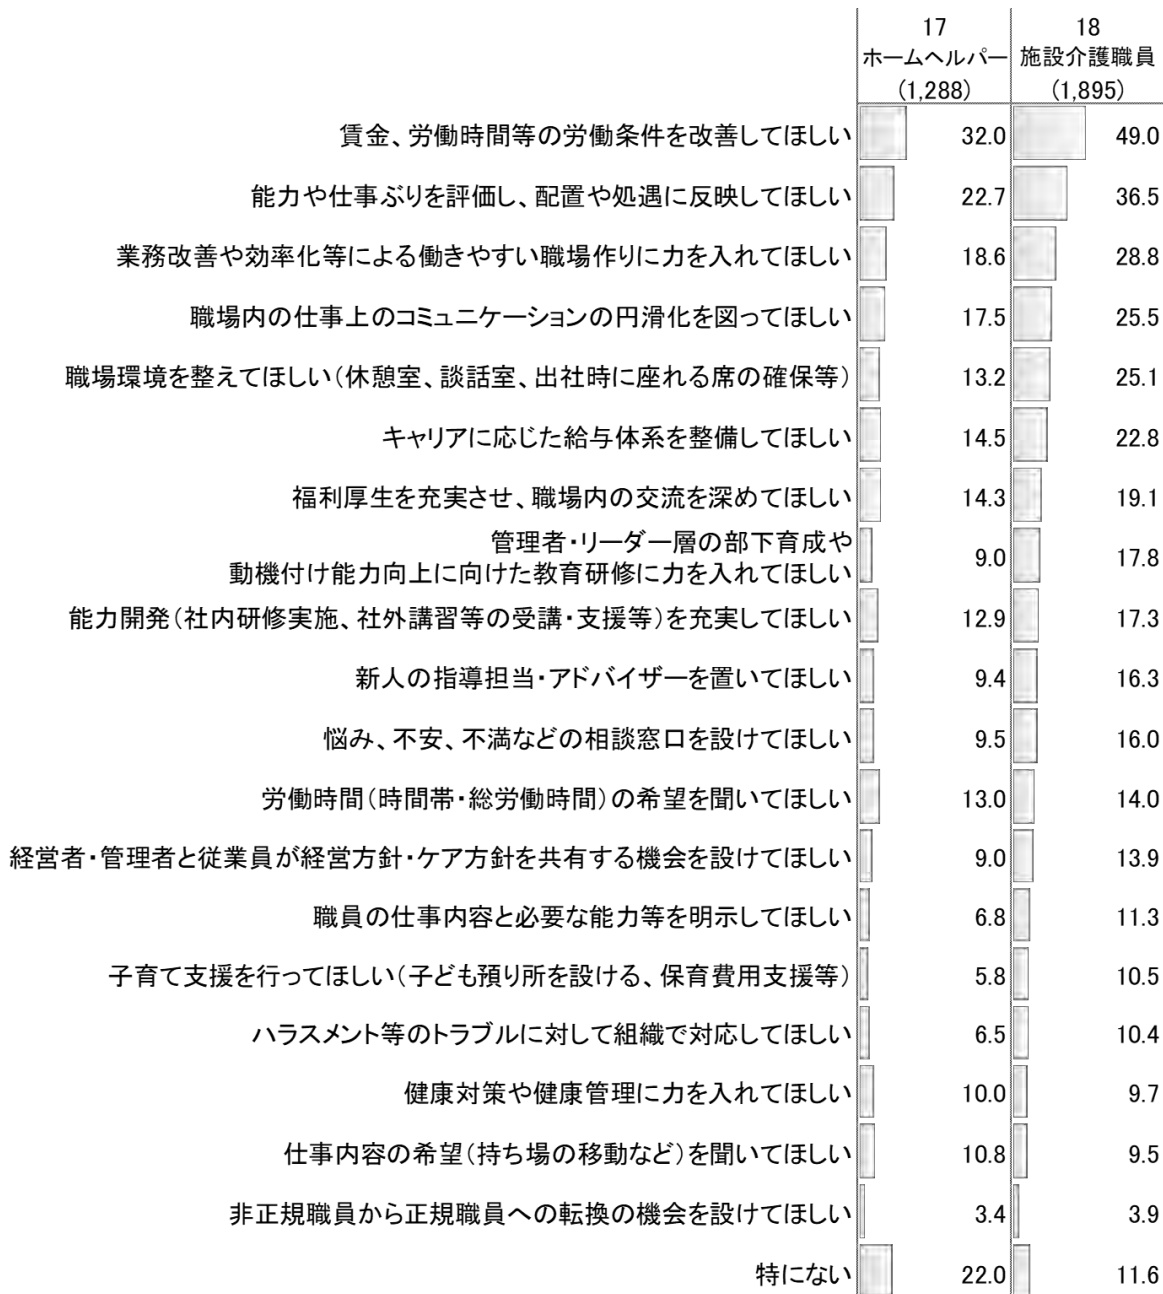 17 18
ホームヘルパー 施設介護職員
(1,288) (1,895)
賃金、労働時間等の労働条件を改善してほしい 32.0 49.0
能力や仕事ぶりを評価し、配置や処遇に反映してほしい 22.7 36.5
業務改善や効率化等による働きやすい職場作りに力を入れてほしい 18.6 28.8
職場内の仕事上のコミュニケーションの円滑化を図ってほしい 17.5 25.5
職場環境を整えてほしい(休憩室、談話室、出社時に座れる席の確保等) 13.2 25.1
キャリアに応じた給与体系を整備してほしい 14.5 22.8
福利厚生を充実させ、職場内の交流を深めてほしい 14.3 19.1
管理者・リーダー層の部下育成や
動機付け能力向上に向けた教育研修に力を入れてほしい 9.0 17.8
能力開発(社内研修実施、社外講習等の受講・支援等)を充実してほしい 12.9 17.3
新人の指導担当・アドバイザーを置いてほしい 9.4 16.3
悩み、不安、不満などの相談窓口を設けてほしい 9.5 16.0
労働時間(時間帯・総労働時間)の希望を聞いてほしい 13.0 14.0
経営者・管理者と従業員が経営方針・ケア方針を共有する機会を設けてほしい 9.0 13.9
職員の仕事内容と必要な能力等を明示してほしい 6.8 11.3
子育て支援を行ってほしい(子ども預り所を設ける、保育費用支援等) 5.8 10.5
ハラスメント等のトラブルに対して組織で対応してほしい 6.5 10.4
健康対策や健康管理に力を入れてほしい 10.0 9.7
仕事内容の希望(持ち場の移動など)を聞いてほしい 10.8 9.5
非正規職員から正規職員への転換の機会を設けてほしい 3.4 3.9
特にない 22.0 11.6